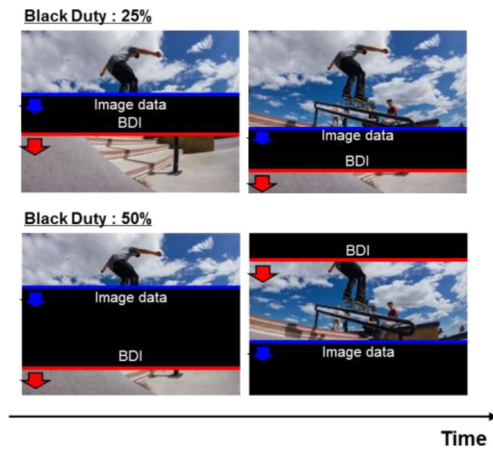 Black Duty : 25%
Image data
BDI
Image data
BDI
Black Duty : 50%
Image data
BDI
BDI
Image data
Time